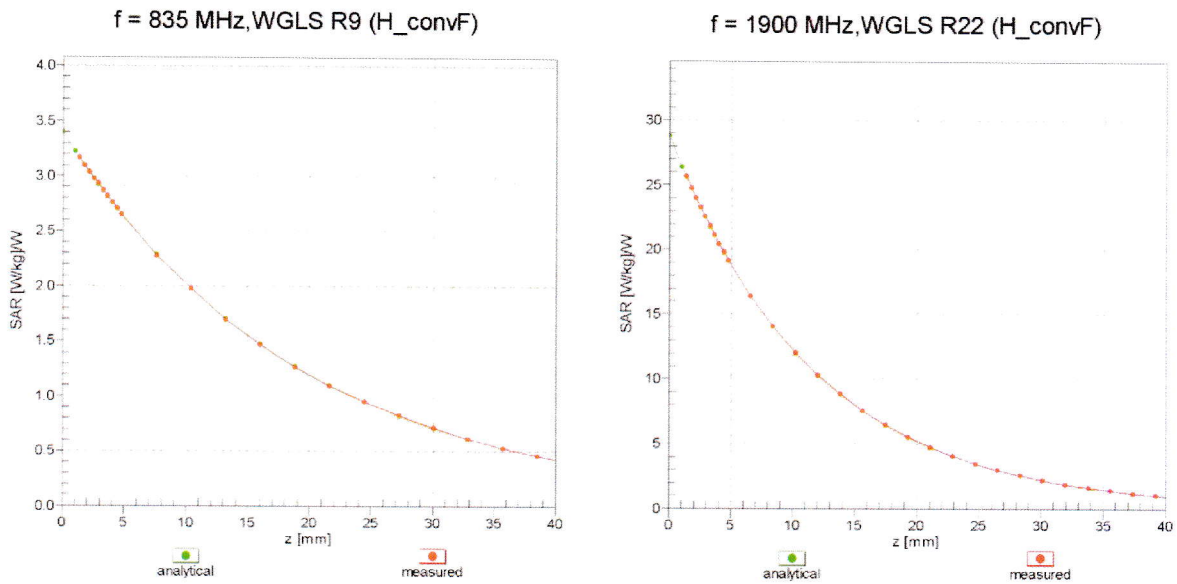 f = 835 MHz,WGLS R9 (H_convF)
4.0
3.5
3.0
2.5
2.0
1.5
1.0
0.5
0.0
SAR [W/kg]/W
0 5 10 15 20 25 30 35 40
z [mm]
analytical measured
f = 1900 MHz,WGLS R22 (H_convF)
30
25
20
15
10
5
0
SAR [W/kg]/W
0 5 10 15 20 25 30 35 40
z [mm]
analytical measured